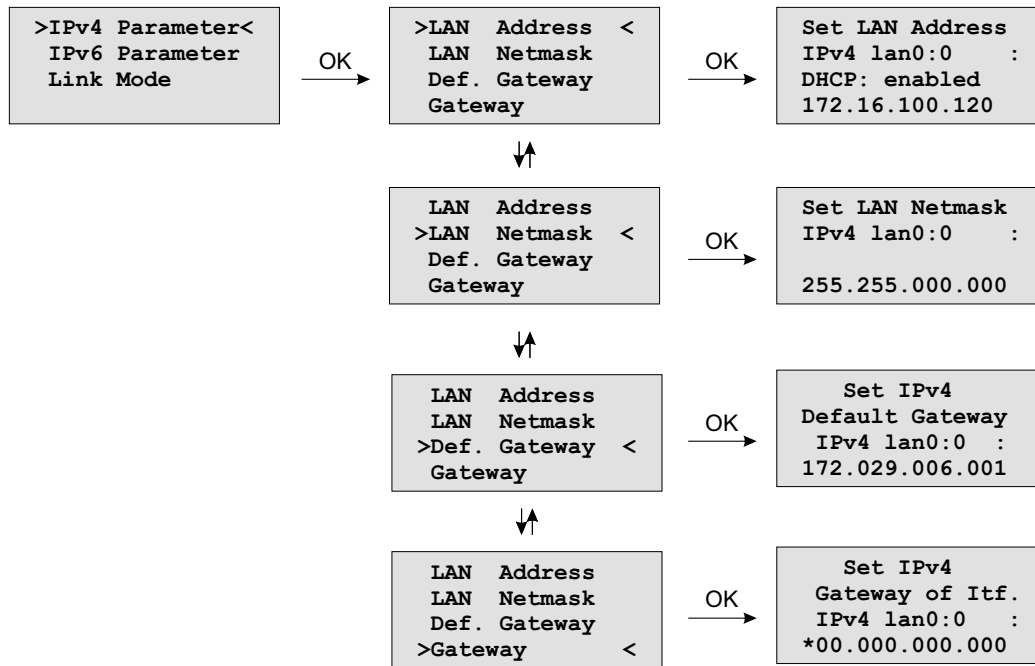 >IPv4 Parameter<
IPv6 Parameter
Link Mode
OK
>LAN Address <
LAN Netmask
Def. Gateway
Gateway
OK
Set LAN Address
IPv4 lan0:0 :
DHCP: enabled
172.16.100.120
LAN Address
>LAN Netmask <
Def. Gateway
Gateway
OK
Set LAN Netmask
IPv4 lan0:0 :
255.255.000.000
LAN Address
LAN Netmask
>Def. Gateway <
Gateway
OK
Set IPv4
Default Gateway
IPv4 lan0:0 :
172.029.006.001
LAN Address
LAN Netmask
Def. Gateway
>Gateway <
OK
Set IPv4
Gateway of Itf.
IPv4 lan0:0 :
*00.000.000.000